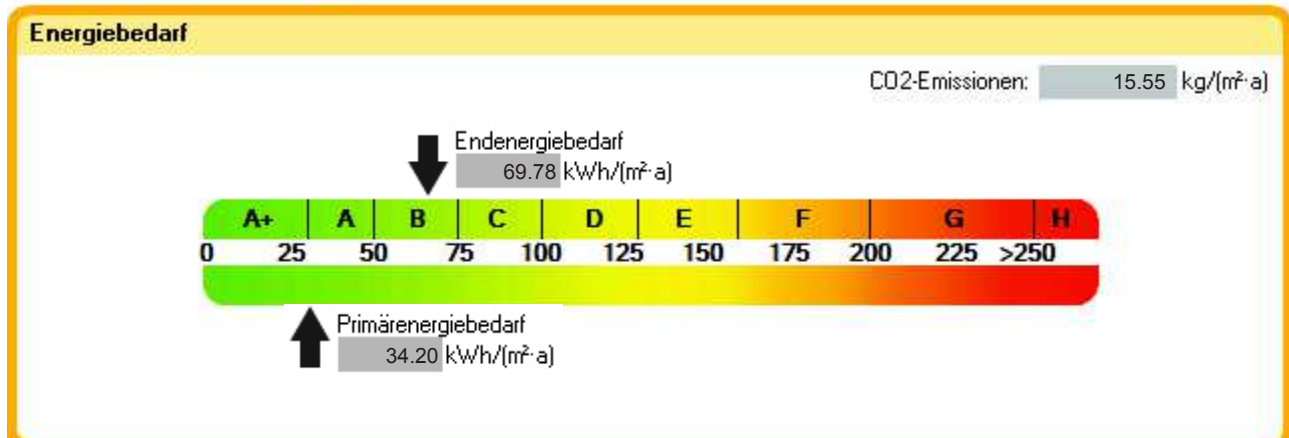 Energiebedarf
CO2-Emissionen: 15.55 kg/(m²·a)
Endenergiebedarf
69.78 kWh/(m²·a)
A+ A B C D E F G H
0 25 50 75 100 125 150 175 200 225 >250
Primärenergiebedarf
34.20 kWh/(m²·a)